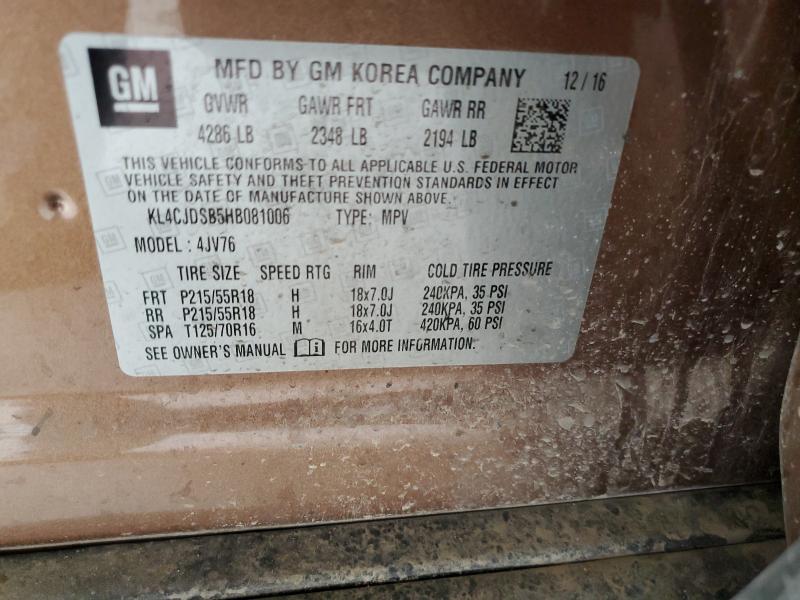 GM MFD BY GM KOREA COMPANY 12/16
GVWR GAWR FRT GAWR RR
4286 LB 2348 LB 2194 LB
THIS VEHICLE CONFORMS TO ALL APPLICABLE U.S. FEDERAL MOTOR
VEHICLE SAFETY AND THEFT PREVENTION STANDARDS IN EFFECT
ON THE DATE OF MANUFACTURE SHOWN ABOVE.
KL4CJDSB5HB081006 TYPE: MPV
MODEL: 4JV76
TIRE SIZE SPEED RTG RIM COLD TIRE PRESSURE
FRT P215/55R18 H 18x7.0J 240KPA, 35 PSI
RR P215/55R18 H 18x7.0J 240KPA, 35 PSI
SPA T125/70R16 M 16x4.0T 420KPA, 60 PSI
SEE OWNER'S MANUAL FOR MORE INFORMATION.